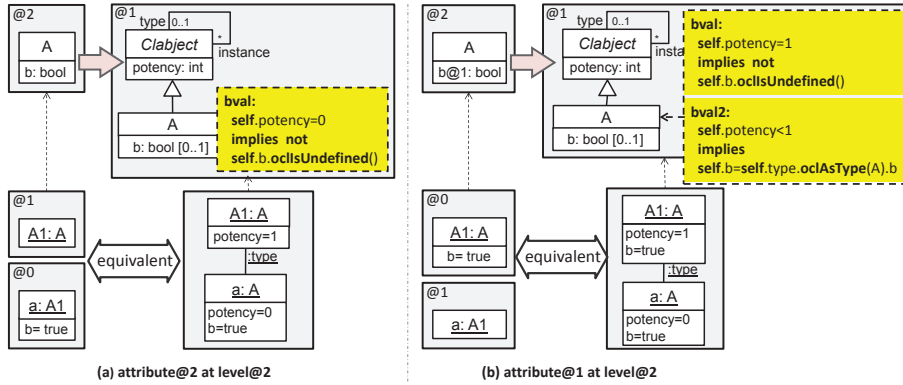 @2
A
b: bool
@1
type
0..1
*
instance
Clabject
potency: int
A
b: bool [0..1]
bval:
self.potency=0
implies not
self.b.oclIsUndefined()
@1
A1: A
@0
a: A1
b= true
equivalent
A1: A
potency=1
:type
a: A
potency=0
b=true
(a) attribute@2 at level@2
@2
A
b@1: bool
@1
type
0..1
*
Clabject
potency: int
A
b: bool [0..1]
bval:
self.potency=1
implies not
self.b.oclIsUndefined()
bval2:
self.potency<1
implies
self.b=self.type.oclAsType(A).b
@0
A1: A
b= true
@1
a: A1
equivalent
A1: A
potency=1
b=true
:type
a: A
potency=0
b=true
(b) attribute@1 at level@2